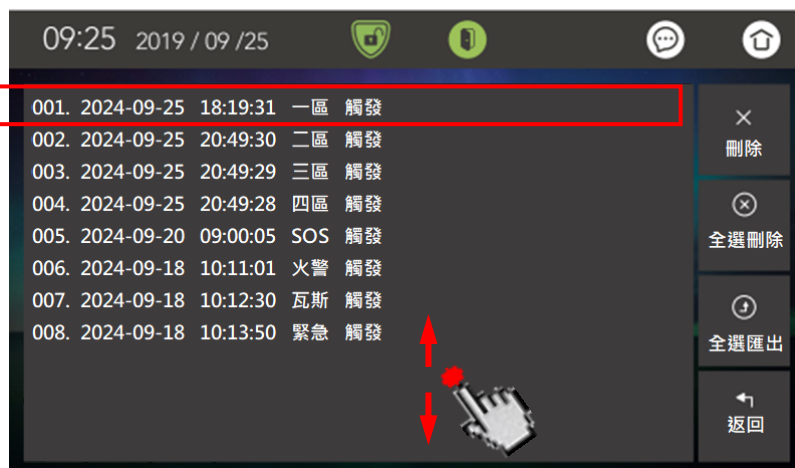 09:25 2019 / 09 /25
001. 2024-09-25 18:19:31 一區 觸發
002. 2024-09-25 20:49:30 二區 觸發
003. 2024-09-25 20:49:29 三區 觸發
004. 2024-09-25 20:49:28 四區 觸發
005. 2024-09-20 09:00:05 SOS 觸發
006. 2024-09-18 10:11:01 火警 觸發
007. 2024-09-18 10:12:30 瓦斯 觸發
008. 2024-09-18 10:13:50 緊急 觸發
刪除
全選刪除
全選匯出
返回